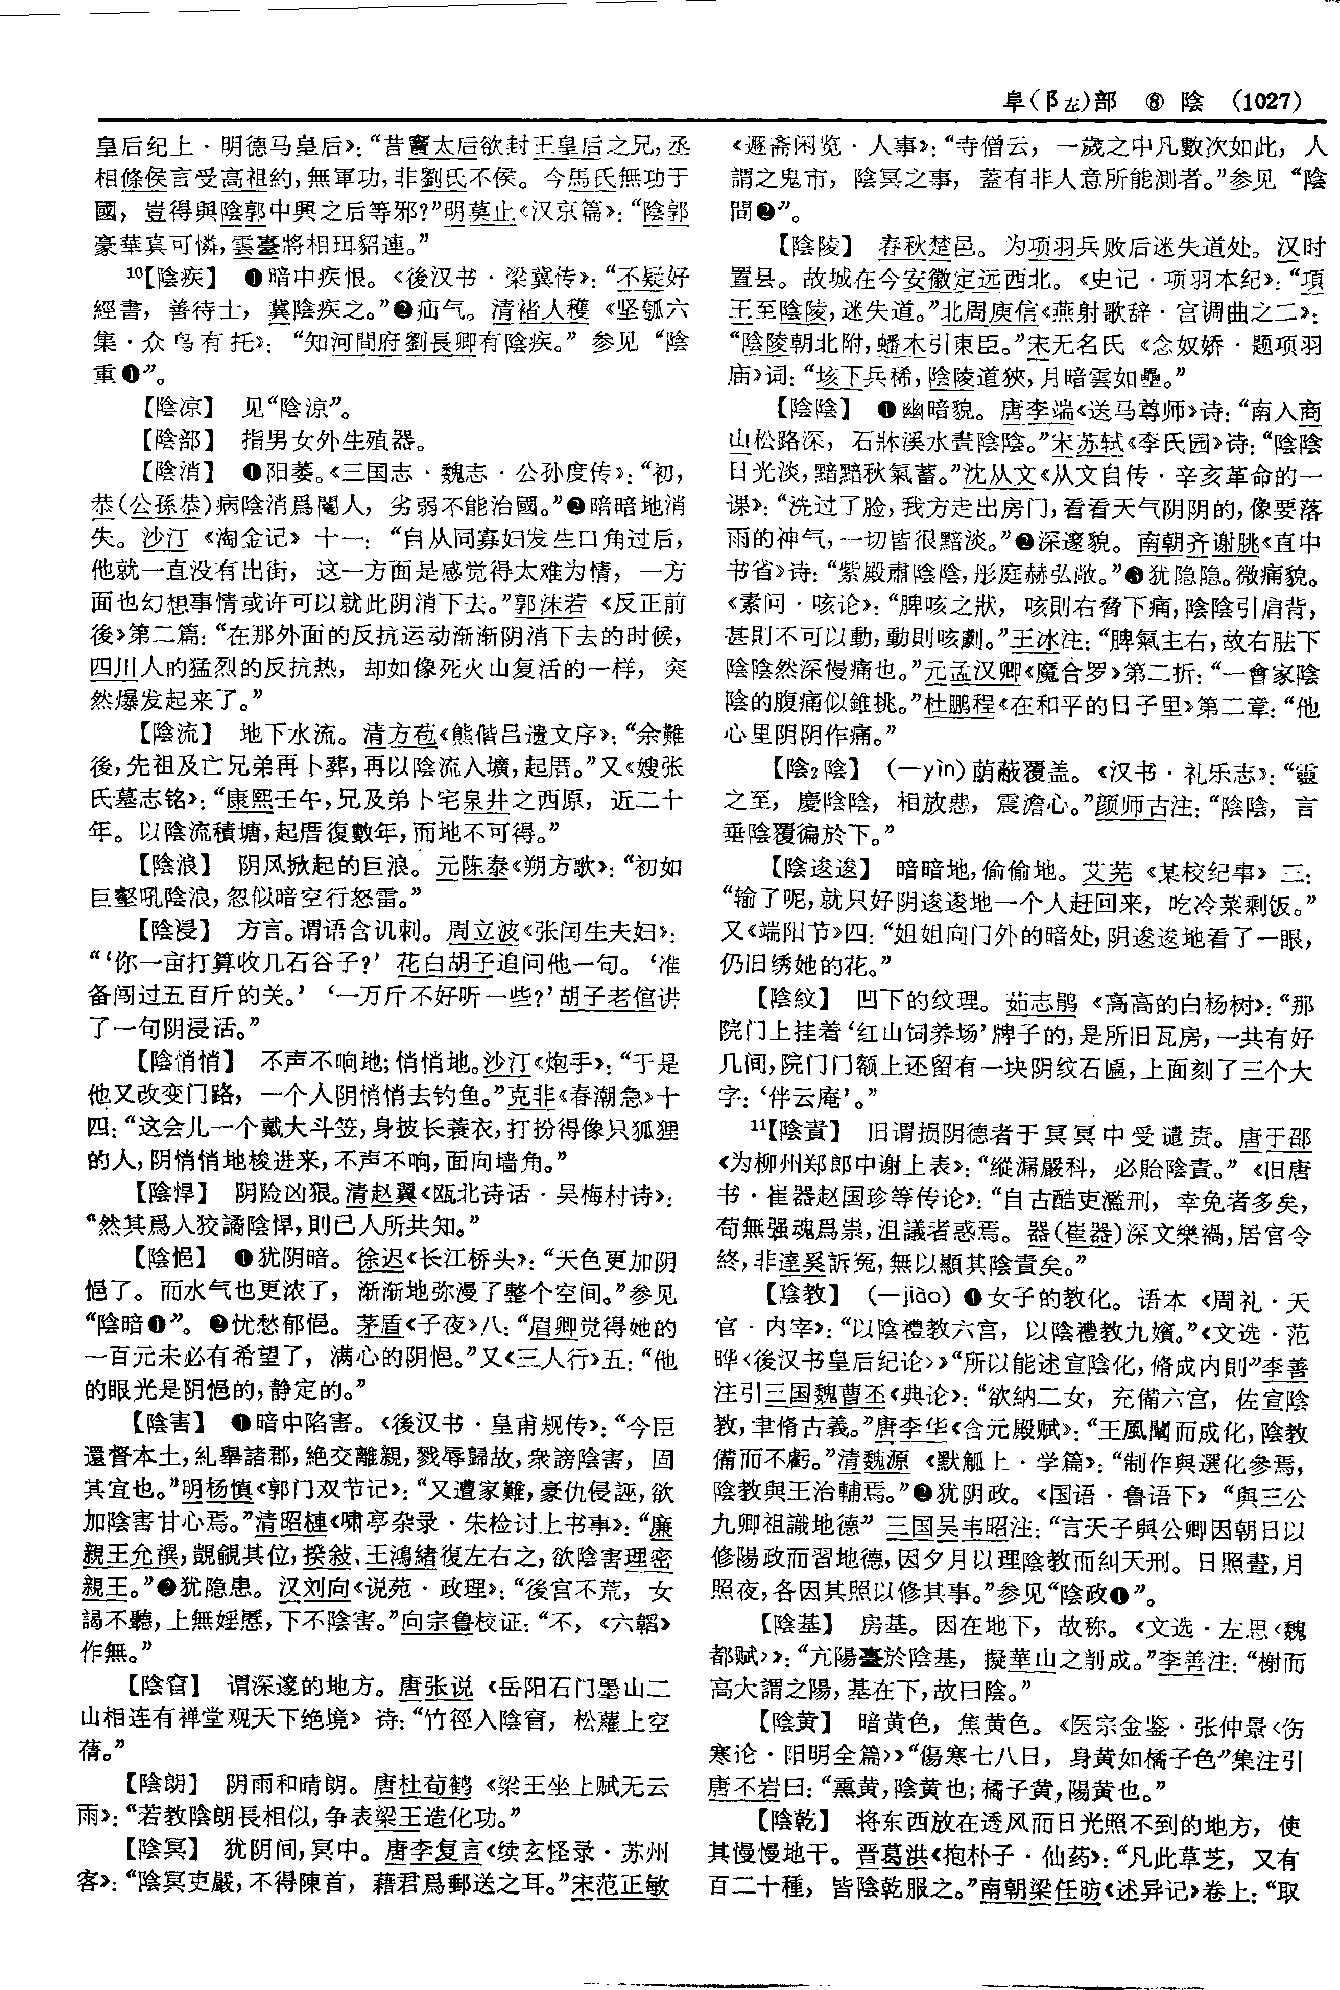 阜(阝左)部 ⑧ 陰 (1027)
皇后纪上·明德马皇后》：“昔竇太后欲封王皇后之兄，丞
相條侯言受高祖約，無軍功，非劉氏不侯。今馬氏無功于
國，豈得與陰郭中興之后等邪？”明莫止《汉京篇》：“陰郭
豪華真可憐，雲臺將相珥貂連。”
10【陰疾】 ❶暗中疾恨。《後汉书·梁冀传》：“不疑好
經書，善待士，冀陰疾之。”❷疝气。清褚人穫《坚瓠六
集·众鸟有托》：“知河間府劉長卿有陰疾。”参见“陰
重❶”。
【陰凉】 见“陰涼”。
【陰部】 指男女外生殖器。
【陰消】 ❶阳萎。《三国志·魏志·公孙度传》：“初，
恭(公孫恭)病陰消爲閹人，劣弱不能治國。”❷暗暗地消
失。沙汀《淘金记》十一：“自从同寡妇发生口角过后，
他就一直没有出街，这一方面是感觉得太难为情，一方
面也幻想事情或许可以就此阴消下去。”郭沫若《反正前
後》第二篇：“在那外面的反抗运动渐渐阴消下去的时候，
四川人的猛烈的反抗热，却如像死火山复活的一样，突
然爆发起来了。”
【陰流】 地下水流。清方苞《熊偕吕遗文序》：“余難
後，先祖及亡兄弟再卜葬，再以陰流入壙，起厝。”又《嫂张
氏墓志铭》：“康熙壬午，兄及弟卜宅泉井之西原，近二十
年。以陰流積塘，起厝復數年，而地不可得。”
【陰浪】 阴风掀起的巨浪。元陈泰《朔方歌》：“初如
巨壑吼陰浪，忽似暗空行怒雷。”
【陰浸】 方言。谓语含讥刺。周立波《张闰生夫妇》：
“‘你一亩打算收几石谷子？’花白胡子追问他一句。‘准
备闯过五百斤的关。’‘一万斤不好听一些？’胡子老倌讲
了一句阴浸话。”
【陰悄悄】 不声不响地；悄悄地。沙汀《炮手》：“于是
他又改变门路，一个人阴悄悄去钓鱼。”克非《春潮急》十
四：“这会儿一个戴大斗笠，身披长蓑衣，打扮得像只狐狸
的人，阴悄悄地梭进来，不声不响，面向墙角。”
【陰悍】 阴险凶狠。清赵翼《瓯北诗话·吴梅村诗》：
“然其爲人狡譎陰悍，則已人所共知。”
【陰悒】 ❶犹阴暗。徐迟《长江桥头》：“天色更加阴
悒了。而水气也更浓了，渐渐地弥漫了整个空间。”参见
“陰暗❶”。❷忧愁郁悒。茅盾《子夜》八：“眉卿觉得她的
一百元未必有希望了，满心的阴悒。”又《三人行》五：“他
的眼光是阴悒的，静定的。”
【陰害】 ❶暗中陷害。《後汉书·皇甫规传》：“今臣
還督本土，糾舉諸郡，絶交離親，戮辱歸故，衆謗陰害，固
其宜也。”明杨慎《郭门双节记》：“又遭家難，豪仇侵誣，欲
加陰害甘心焉。”清昭槤《啸亭杂录·朱检讨上书事》：“廉
親王允禩，覬覦其位，揆敍、王鴻緒復左右之，欲陰害理密
親王。”❷犹隐患。汉刘向《说苑·政理》：“後宫不荒，女
謁不聽，上無婬慝，下不陰害。”向宗鲁校证：“不，《六韜》
作無。”
【陰窅】 谓深邃的地方。唐张说《岳阳石门墨山二
山相连有禅堂观天下绝境》诗：“竹徑入陰窅，松蘿上空
蒨。”
【陰朗】 阴雨和晴朗。唐杜荀鹤《梁王坐上赋无云
雨》：“若教陰朗長相似，争表梁王造化功。”
【陰冥】 犹阴间，冥中。唐李复言《续玄怪录·苏州
客》：“陰冥吏嚴，不得陳首，藉君爲郵送之耳。”宋范正敏
《遯斋闲览·人事》：“寺僧云，一歲之中凡數次如此，人
謂之鬼市，陰冥之事，蓋有非人意所能測者。”参见“陰
間❷”。
【陰陵】 春秋楚邑。为项羽兵败后迷失道处。汉时
置县。故城在今安徽定远西北。《史记·项羽本纪》：“項
王至陰陵，迷失道。”北周庾信《燕射歌辞·宫调曲之二》：
“陰陵朝北附，蟠木引東臣。”宋无名氏《念奴娇·题项羽
庙》词：“垓下兵稀，陰陵道狹，月暗雲如壘。”
【陰陰】 ❶幽暗貌。唐李端《送马尊师》诗：“南入商
山松路深，石牀溪水晝陰陰。”宋苏轼《李氏园》诗：“陰陰
日光淡，黯黯秋氣蓄。”沈从文《从文自传·辛亥革命的一
课》：“洗过了脸，我方走出房门，看看天气阴阴的，像要落
雨的神气，一切皆很黯淡。”❷深邃貌。南朝齐谢朓《直中
书省》诗：“紫殿肃陰陰，彤庭赫弘敞。”❸犹隐隐。微痛貌。
《素问·咳论》：“脾咳之狀，咳則右脅下痛，陰陰引肩背，
甚則不可以動，動則咳劇。”王冰注：“脾氣主右，故右胠下
陰陰然深慢痛也。”元孟汉卿《魔合罗》第二折：“一會家陰
陰的腹痛似錐挑。”杜鹏程《在和平的日子里》第二章：“他
心里阴阴作痛。”
【陰₂陰】 (—yìn)荫蔽覆盖。《汉书·礼乐志》：“靈
之至，慶陰陰，相放悲，震澹心。”颜师古注：“陰陰，言
垂陰覆徧於下。”
【陰逡逡】 暗暗地，偷偷地。艾芜《某校纪事》三：
“输了呢，就只好阴逡逡地一个人赶回来，吃冷菜剩饭。”
又《端阳节》四：“姐姐向门外的暗处，阴逡逡地看了一眼，
仍旧绣她的花。”
【陰紋】 凹下的纹理。茹志鹃《高高的白杨树》：“那
院门上挂着‘红山饲养场’牌子的，是所旧瓦房，一共有好
几间，院门门额上还留有一块阴纹石匾，上面刻了三个大
字：‘伴云庵’。”
11【陰責】 旧谓损阴德者于冥冥中受谴责。唐于邵
《为柳州郑郎中谢上表》：“縱漏嚴科，必貽陰責。”《旧唐
书·崔器赵国珍等传论》：“自古酷吏濫刑，幸免者多矣，
苟無强魂爲祟，沮議者惑焉。器(崔器)深文樂禍，居官令
終，非達奚訴冤，無以顯其陰責矣。”
【陰教】 (—jiào) ❶女子的教化。语本《周礼·天
官·内宰》：“以陰禮教六宫，以陰禮教九嬪。”《文选·范
晔〈後汉书皇后纪论〉》“所以能述宣陰化，脩成内則”李善
注引三国魏曹丕《典论》：“欲納二女，充備六宫，佐宣陰
教，聿脩古義。”唐李华《含元殿赋》：“王風闡而成化，陰教
備而不虧。”清魏源《默觚上·学篇》：“制作與選化參焉，
陰教與王治輔焉。”❷犹阴政。《国语·鲁语下》“與三公
九卿祖識地德”三国吴韦昭注：“言天子與公卿因朝日以
修陽政而習地德，因夕月以理陰教而糾天刑。日照晝，月
照夜，各因其照以修其事。”参见“陰政❶”。
【陰基】 房基。因在地下，故称。《文选·左思〈魏
都赋〉》：“亢陽臺於陰基，擬華山之削成。”李善注：“榭而
高大謂之陽，基在下，故曰陰。”
【陰黄】 暗黄色，焦黄色。《医宗金鉴·张仲景〈伤
寒论·阳明全篇〉》“傷寒七八日，身黄如橘子色”集注引
唐不岩曰：“熏黄，陰黄也；橘子黄，陽黄也。”
【陰乾】 将东西放在透风而日光照不到的地方，使
其慢慢地干。晋葛洪《抱朴子·仙药》：“凡此草芝，又有
百二十種，皆陰乾服之。”南朝梁任昉《述异记》卷上：“取